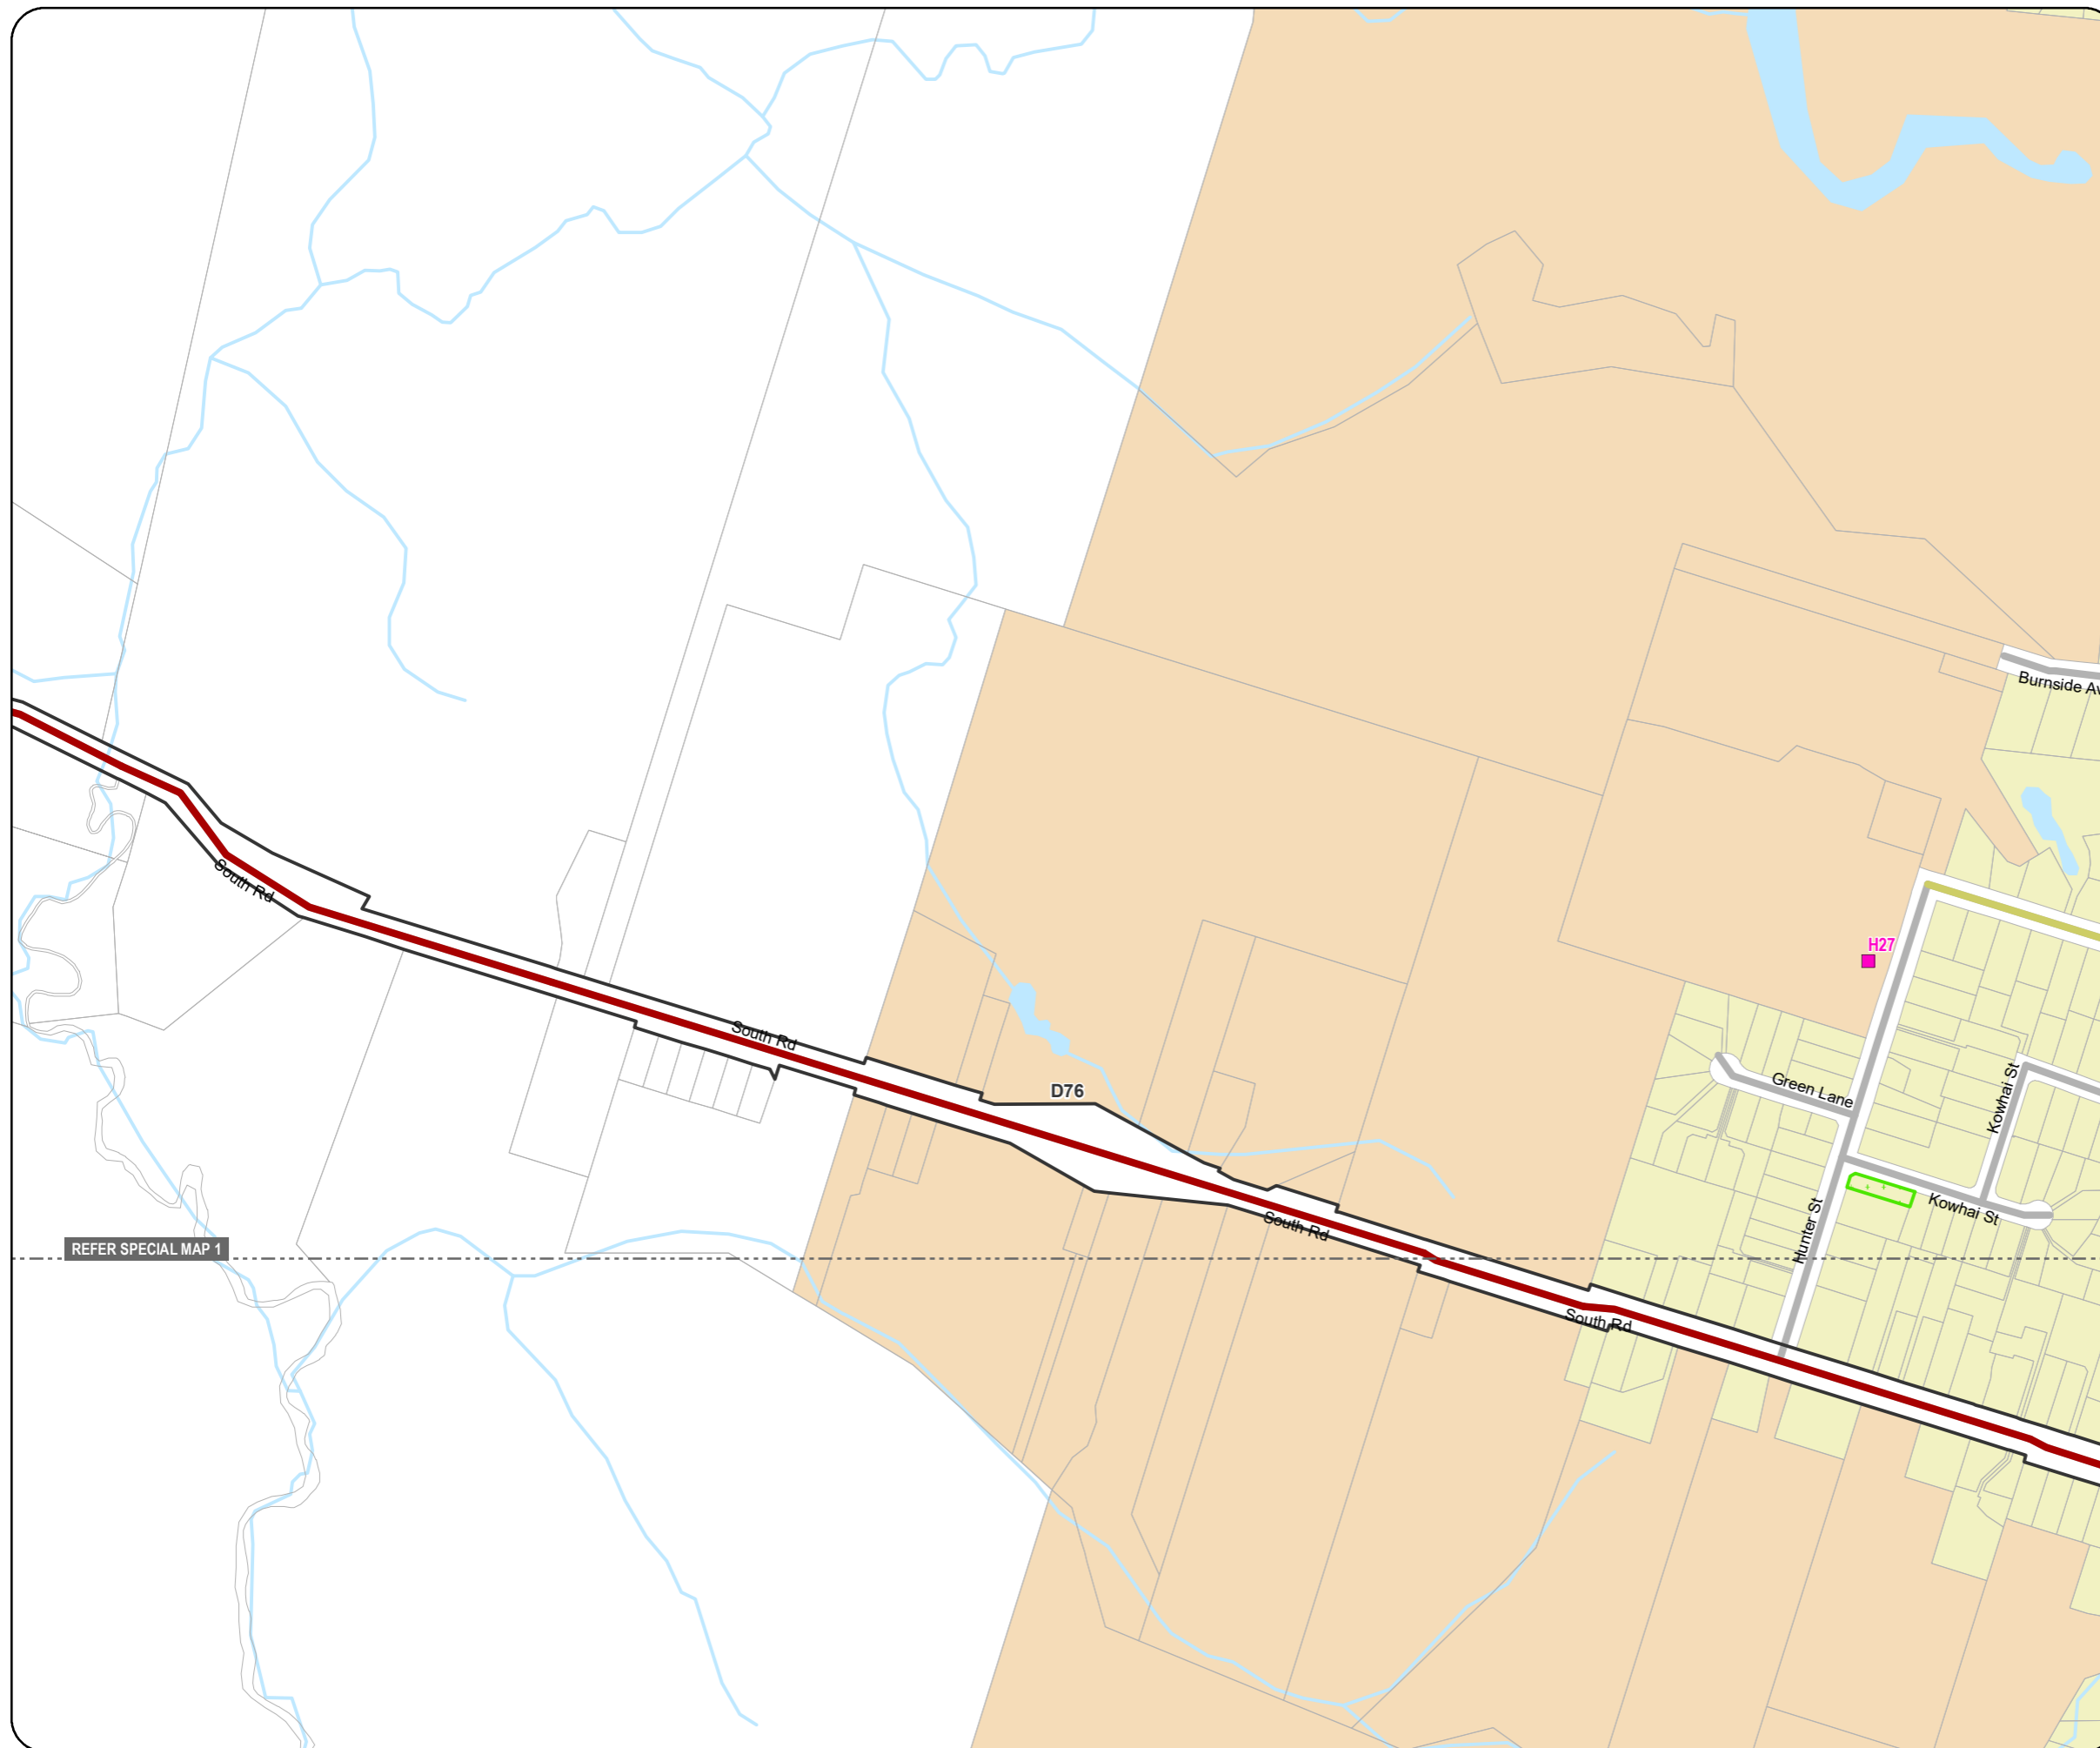 Burnside Av
South Rd
H27
South Rd
D76
Green Lane
Kowhai St
Kowhai St
South Rd
Hunter St
REFER SPECIAL MAP 1
South Rd